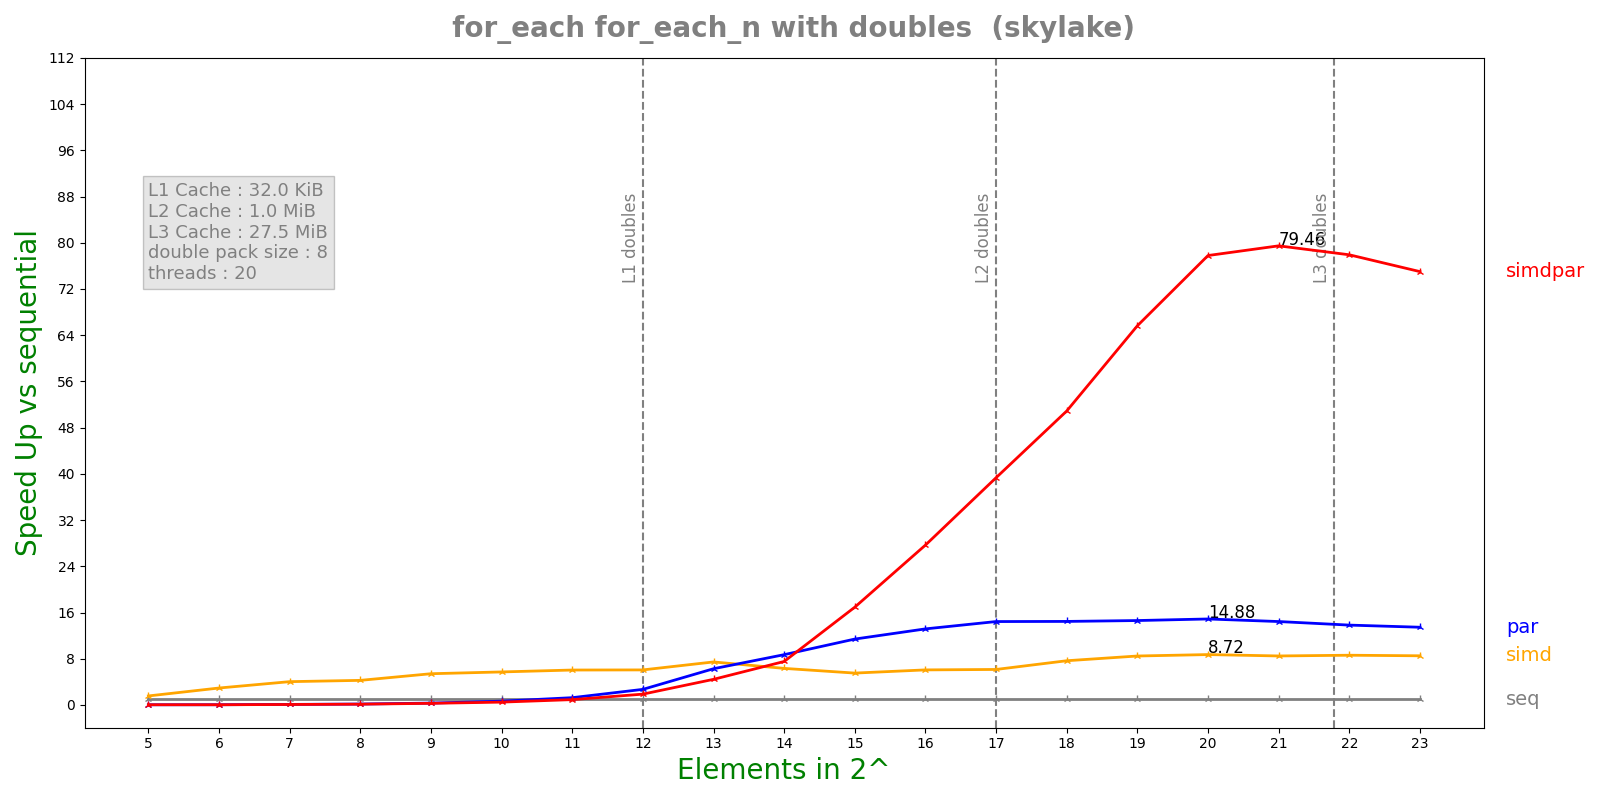 for_each for_each_n with doubles (skylake)
Speed Up vs sequential
112
104
96
88
80
72
64
56
48
40
32
24
16
8
0
L1 Cache : 32.0 KiB
L2 Cache : 1.0 MiB
L3 Cache : 27.5 MiB
double pack size : 8
threads : 20
L1 doubles
L2 doubles
L3 doubles
79.46
14.88
8.72
simdpar
par
simd
seq
5 6 7 8 9 10 11 12 13 14 15 16 17 18 19 20 21 22 23
Elements in 2^